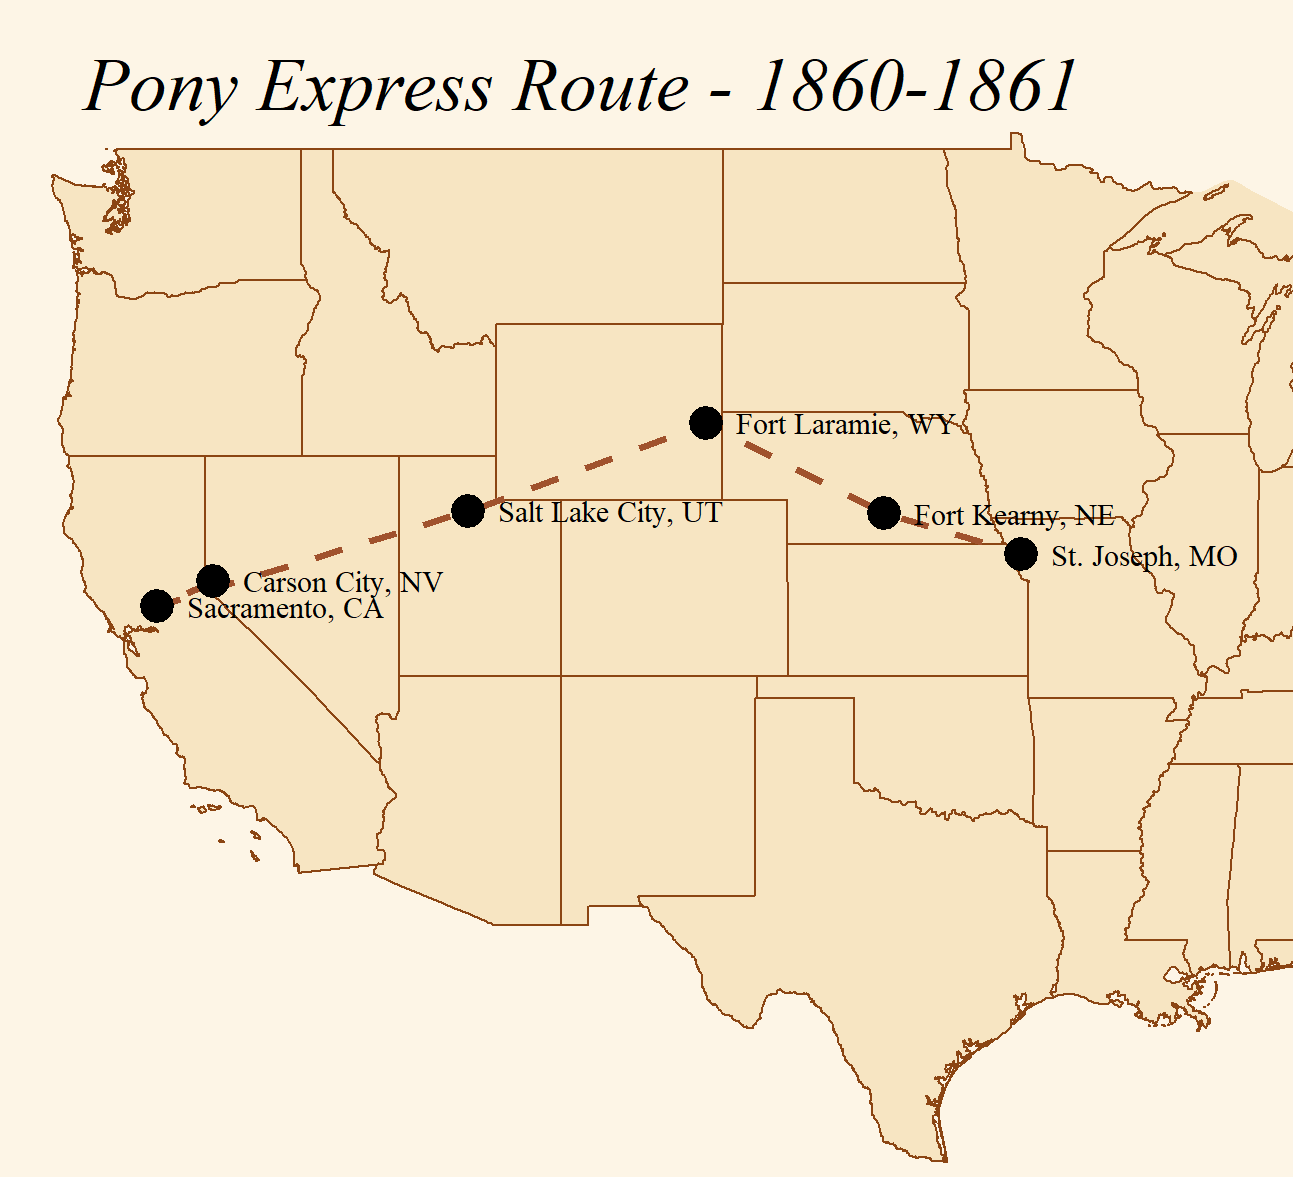 Pony Express Route - 1860-1861
Fort Laramie, WY
Salt Lake City, UT
Fort Kearny, NE
St. Joseph, MO
Carson City, NV
Sacramento, CA